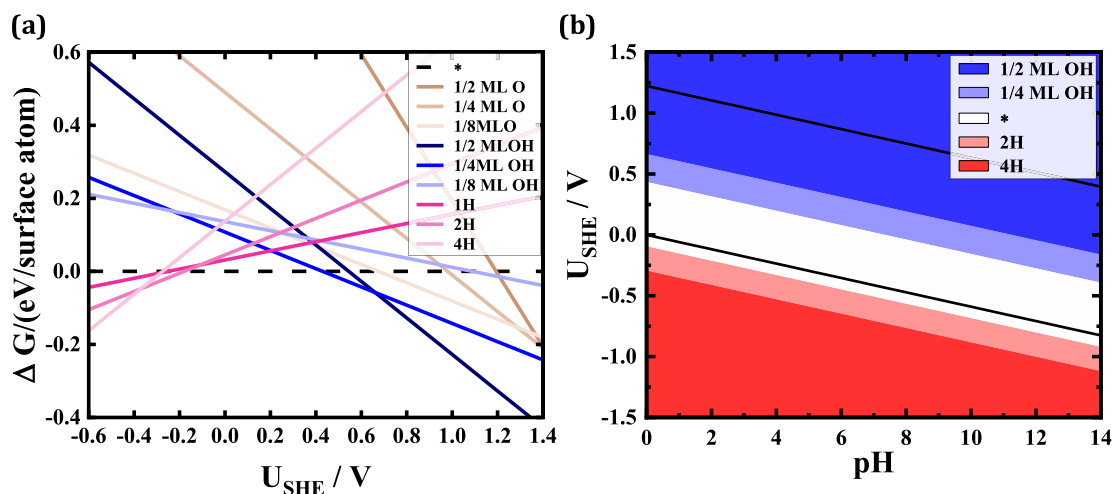 (a)
0.6
0.4
0.2
0.0
-0.2
-0.4
-0.6
-0.4
-0.2
0.0
0.2
0.4
0.6
0.8
1.0
1.2
1.4
Δ G/(eV/surface atom)
U_SHE / V
*
1/2 ML O
1/4 ML O
1/8MLO
1/2 MLOH
1/4ML OH
1/8 ML OH
1H
2H
4H
(b)
1.5
1.0
0.5
0.0
-0.5
-1.0
-1.5
0
2
4
6
8
10
12
14
U_SHE / V
pH
1/2 ML OH
1/4 ML OH
*
2H
4H